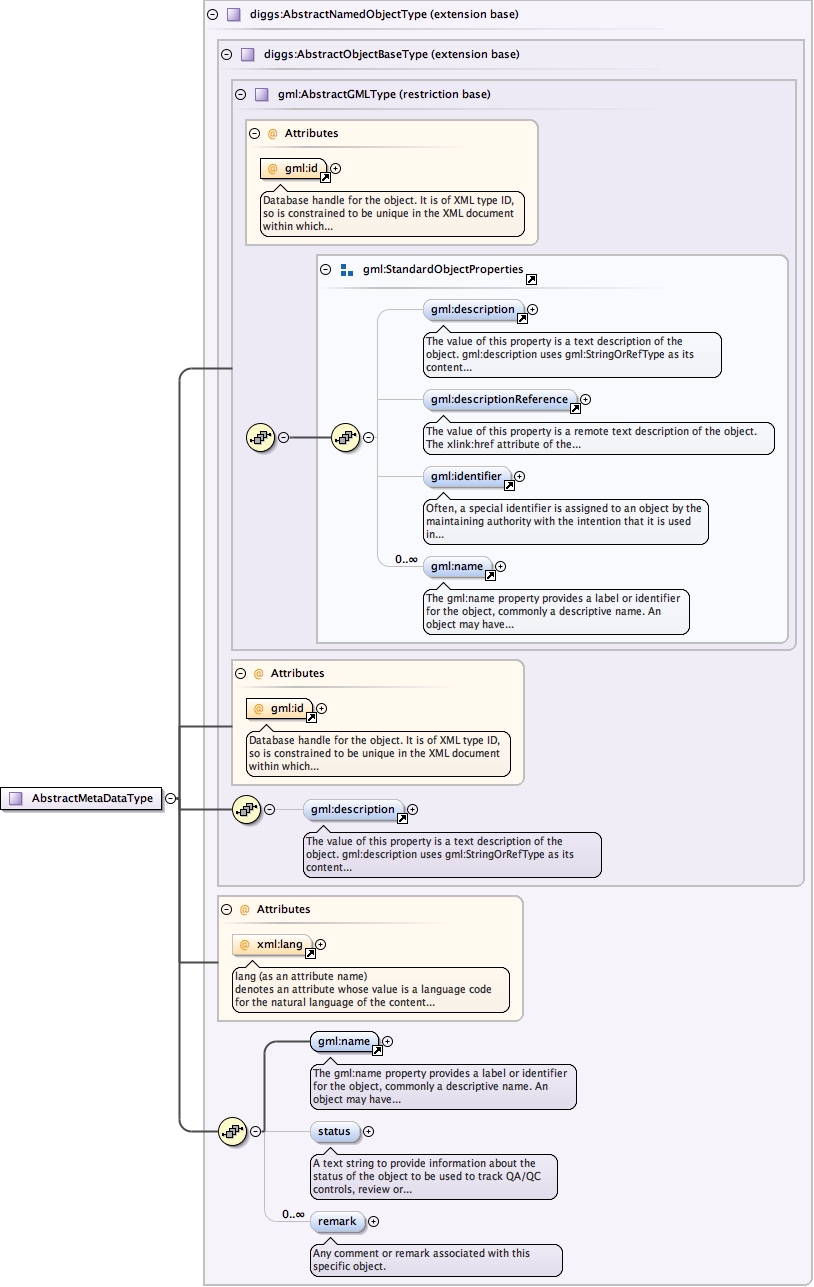 diggs:AbstractNamedObjectType (extension base)
diggs:AbstractObjectBaseType (extension base)
gml:AbstractGMLType (restriction base)
@ Attributes
@ gml:id
Database handle for the object. It is of XML type ID,
so is constrained to be unique in the XML document
within which...
gml:StandardObjectProperties
gml:description
The value of this property is a text description of the
object. gml:description uses gml:StringOrRefType as its
content...
gml:descriptionReference
The value of this property is a remote text description of the object.
The xlink:href attribute of the...
gml:identifier
Often, a special identifier is assigned to an object by the
maintaining authority with the intention that it is used
in...
0..∞
gml:name
The gml:name property provides a label or identifier
for the object, commonly a descriptive name. An
object may have...
@ Attributes
@ gml:id
Database handle for the object. It is of XML type ID,
so is constrained to be unique in the XML document
within which...
AbstractMetaDataType
gml:description
The value of this property is a text description of the
object. gml:description uses gml:StringOrRefType as its
content...
@ Attributes
@ xml:lang
lang (as an attribute name)
denotes an attribute whose value is a language code
for the natural language of the content...
gml:name
The gml:name property provides a label or identifier
for the object, commonly a descriptive name. An
object may have...
status
A text string to provide information about the
status of the object to be used to track QA/QC
controls, review or...
0..∞
remark
Any comment or remark associated with this
specific object.